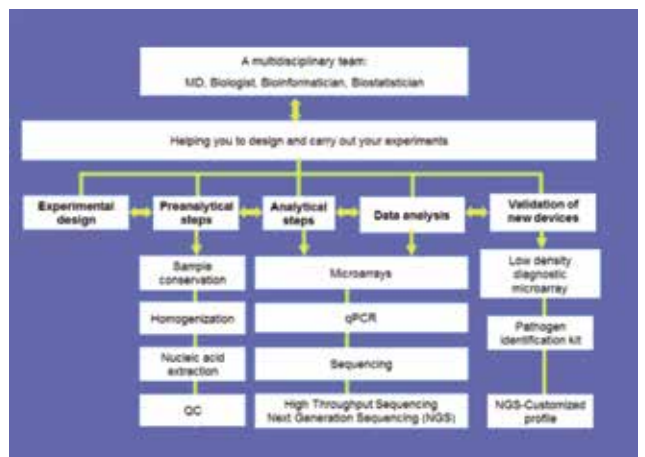 A multidisciplinary team:
MD, Biologist, Bioinformatician, Biostatistician
Helping you to design and carry out your experiments
Experimental
design
Preanalytical
steps
Analytical
steps
Data analysis
Validation of
new devices
Sample
conservation
Homogenization
Nucleic acid
extraction
QC
Microarrays
qPCR
Sequencing
High Throughput Sequencing
Next Generation Sequencing (NGS)
Low density
diagnostic
microarray
Pathogen
identification kit
NGS-Customized
profile